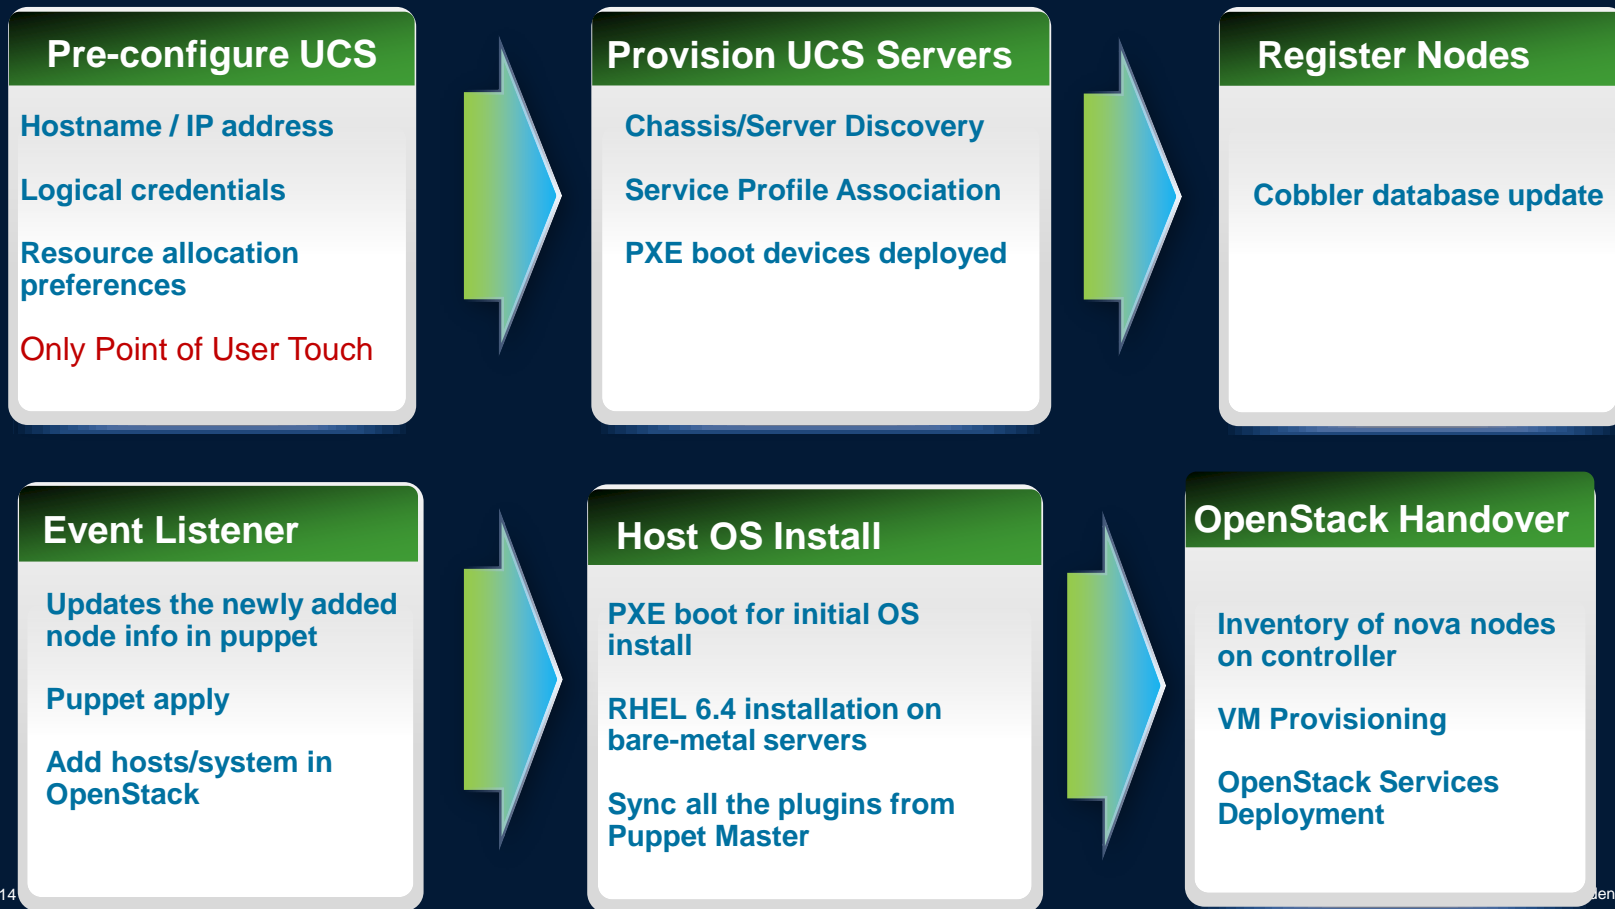 Pre-configure UCS
Hostname / IP address
Logical credentials
Resource allocation
preferences
Only Point of User Touch
Provision UCS Servers
Chassis/Server Discovery
Service Profile Association
PXE boot devices deployed
Register Nodes
Cobbler database update
Event Listener
Updates the newly added
node info in puppet
Puppet apply
Add hosts/system in
OpenStack
Host OS Install
PXE boot for initial OS
install
RHEL 6.4 installation on
bare-metal servers
Sync all the plugins from
Puppet Master
OpenStack Handover
Inventory of nova nodes
on controller
VM Provisioning
OpenStack Services
Deployment
14